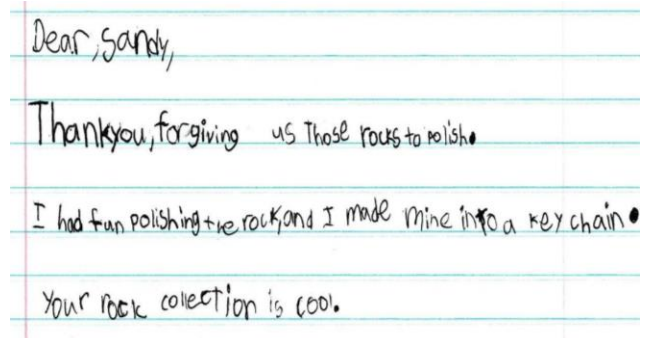 Dear, Sandy,
Thankyou, forgiving us Those rocks to polish.
I had fun polishing the rock, and I made mine into a key chain.
Your rock collection is cool.